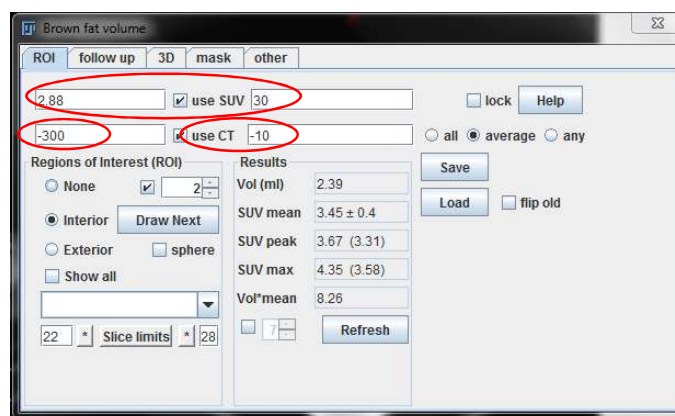 Brown fat volume
ROI follow up 3D mask other
2.88 use SUV 30 lock Help
-300 use CT -10 all average any
Regions of Interest (ROI) Results Save
None 2 Vol (ml) 2.39
Load flip old
Interior Draw Next SUV mean 3.45 ± 0.4
Exterior sphere SUV peak 3.67 (3.31)
Show all SUV max 4.35 (3.58)
Vol*mean 8.26
22 * Slice limits * 28 7 Refresh